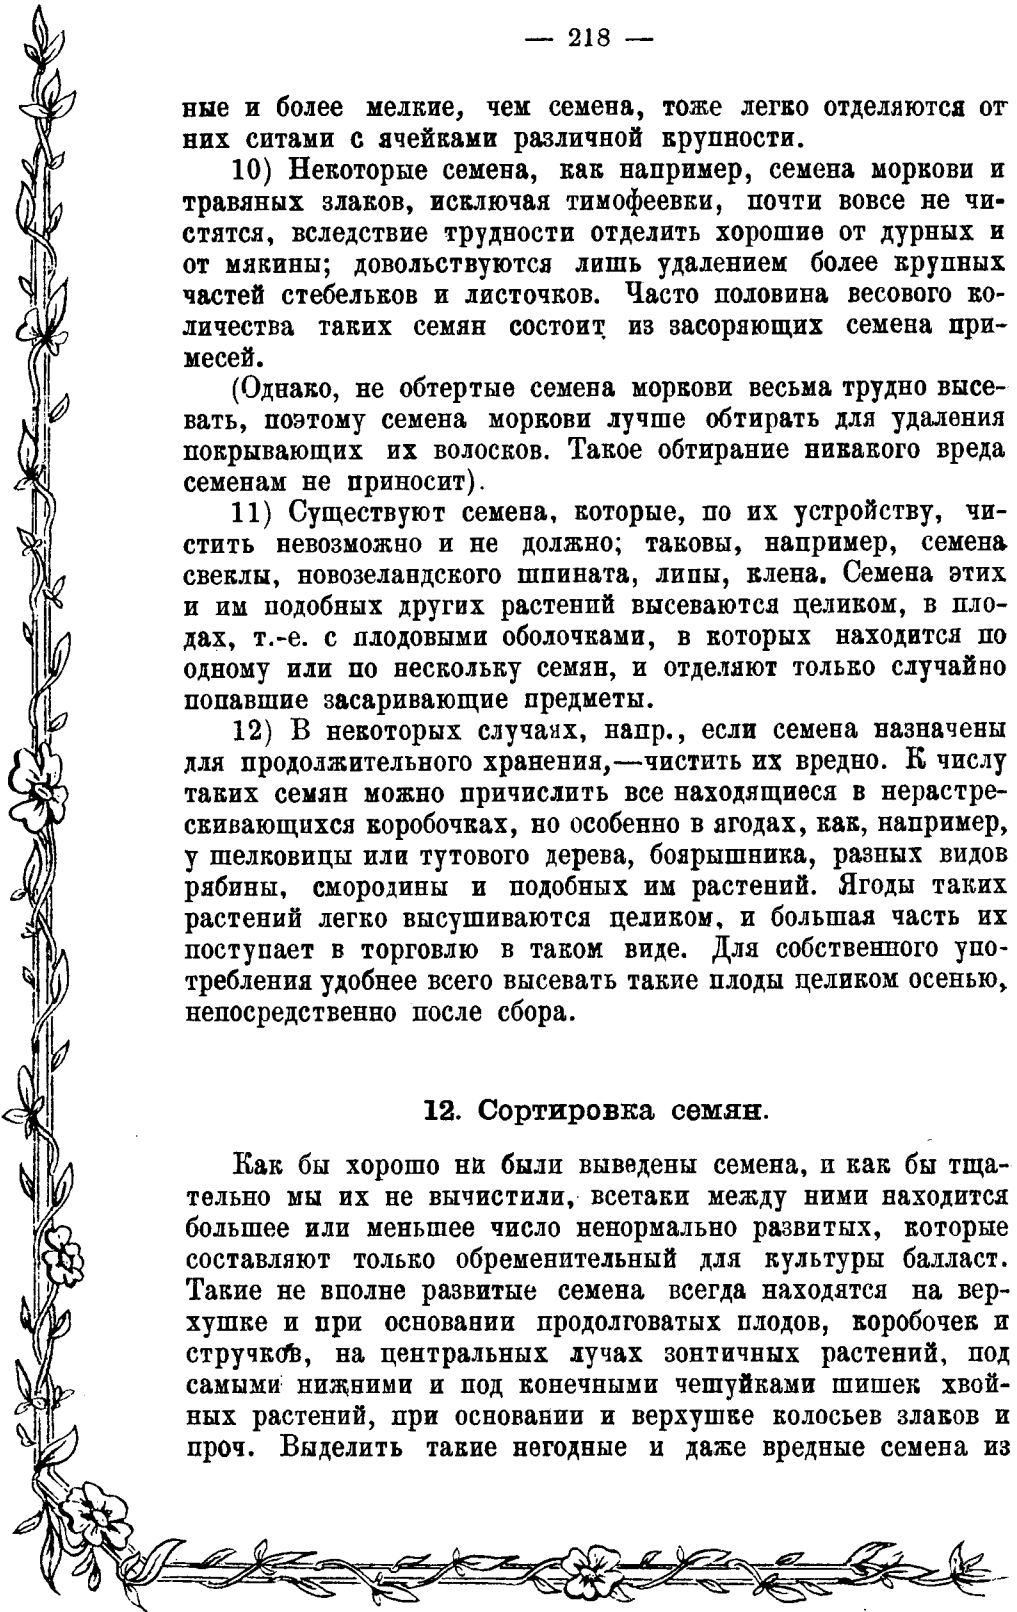 — 218 —
ные и более мелкие, чем семена, тоже легко отделяются от
них ситами с ячейками различной крупности.
10) Некоторые семена, как например, семена моркови и
травяных злаков, исключая тимофеевки, почти вовсе не чи-
стятся, вследствие трудности отделить хорошие от дурных и
от мякины; довольствуются лишь удалением более крупных
частей стебельков и листочков. Часто половина весового ко-
личества таких семян состоит из засоряющих семена при-
месей.
(Однако, не обтертые семена моркови весьма трудно высе-
вать, поэтому семена моркови лучше обтирать для удаления
покрывающих их волосков. Такое обтирание никакого вреда
семенам не приносит).
11) Существуют семена, которые, по их устройству, чи-
стить невозможно и не должно; таковы, например, семена
свеклы, новозеландского шпината, липы, клена. Семена этих
и им подобных других растений высеваются целиком, в пло-
дах, т.-е. с плодовыми оболочками, в которых находится по
одному или по нескольку семян, и отделяют только случайно
попавшие засаривающие предметы.
12) В некоторых случаях, напр., если семена назначены
для продолжительного хранения,—чистить их вредно. К числу
таких семян можно причислить все находящиеся в нерастре-
скивающихся коробочках, но особенно в ягодах, как, например,
у шелковицы или тутового дерева, боярышника, разных видов
рябины, смородины и подобных им растений. Ягоды таких
растений легко высушиваются целиком, и большая часть их
поступает в торговлю в таком виде. Для собственного упо-
требления удобнее всего высевать такие плоды целиком осенью,
непосредственно после сбора.
12. Сортировка семян.
Как бы хорошо ни были выведены семена, и как бы тща-
тельно мы их не вычистили, всетаки между ними находится
большее или меньшее число ненормально развитых, которые
составляют только обременительный для культуры балласт.
Такие не вполне развитые семена всегда находятся на вер-
хушке и при основании продолговатых плодов, коробочек и
стручков, на центральных лучах зонтичных растений, под
самыми нижними и под конечными чешуйками шишек хвой-
ных растений, при основании и верхушке колосьев злаков и
проч. Выделить такие негодные и даже вредные семена из